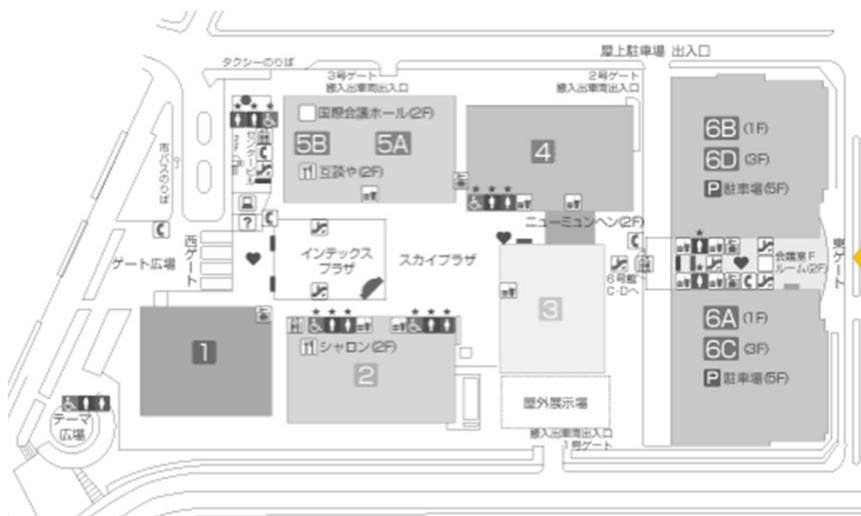 屋上駐車場 出入口
タクシーのりば
3号ゲート
搬入出車両出入口
2号ゲート
搬入出車両出入口
国際会議ホール(2F)
5B
5A
互談や(2F)
4
6B (1F)
6D (3F)
P 駐車場(5F)
センタービル
市バスのりば
?
ニューミュンヘン(2F)
西ゲート
ゲート広場
インテックス
プラザ
スカイプラザ
6号館
C・Dへ
会議室F
ルーム(2F)
東ゲート
1
シャロン(2F)
2
3
6A (1F)
6C (3F)
P 駐車場(5F)
屋外展示場
テーマ
広場
搬入出車両出入口
1号ゲート